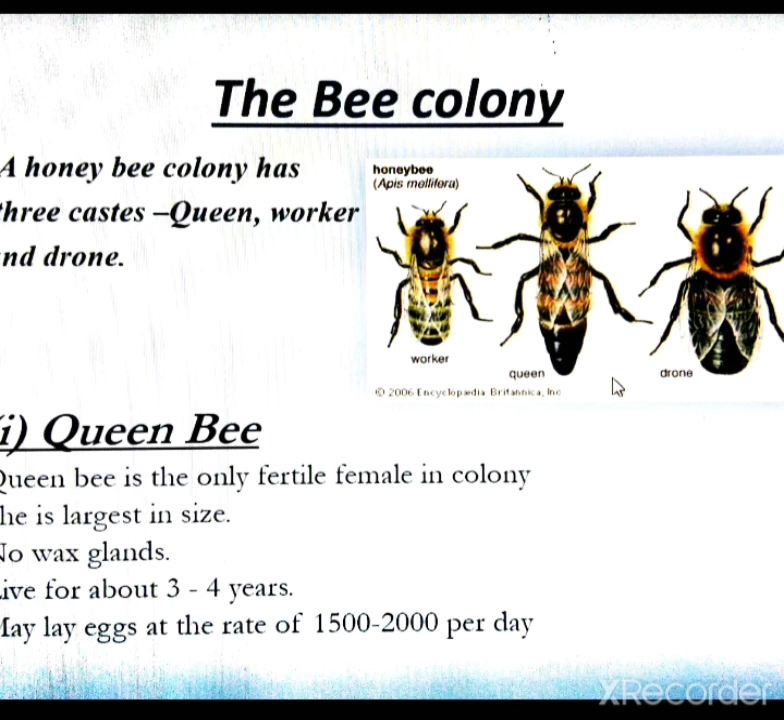 The Bee colony
A honey bee colony has
three castes –Queen, worker
nd drone.
honeybee
(Apis mellifera)
worker
queen
drone
© 2006 Encyclopædia Britannica, Inc
i) Queen Bee
Queen bee is the only fertile female in colony
he is largest in size.
No wax glands.
Live for about 3 - 4 years.
May lay eggs at the rate of 1500-2000 per day
XRecorder